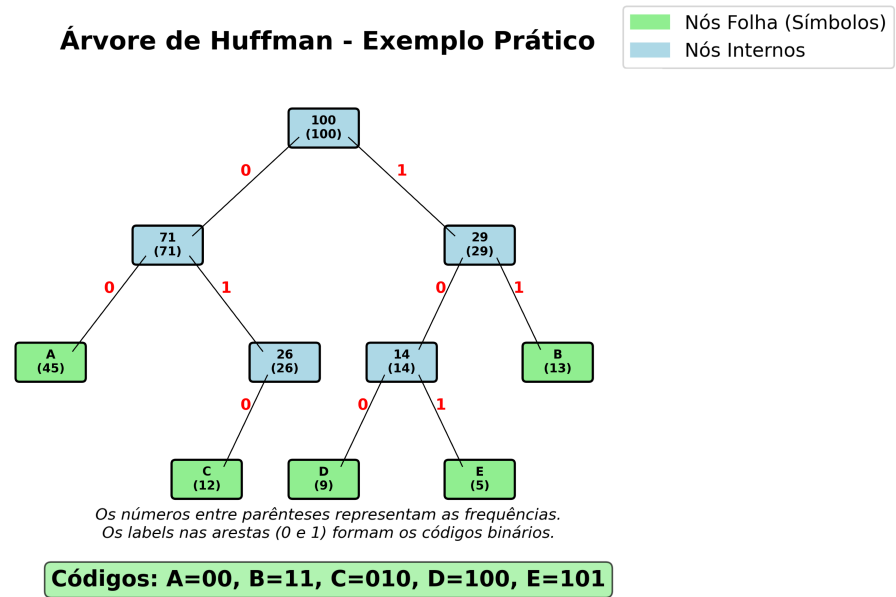 Árvore de Huffman - Exemplo Prático
Nós Folha (Símbolos)
Nós Internos
100
(100)
0
1
71
(71)
29
(29)
0
1
0
1
A
(45)
26
(26)
14
(14)
B
(13)
0
0
1
C
(12)
D
(9)
E
(5)
Os números entre parênteses representam as frequências.
Os labels nas arestas (0 e 1) formam os códigos binários.
Códigos: A=00, B=11, C=010, D=100, E=101